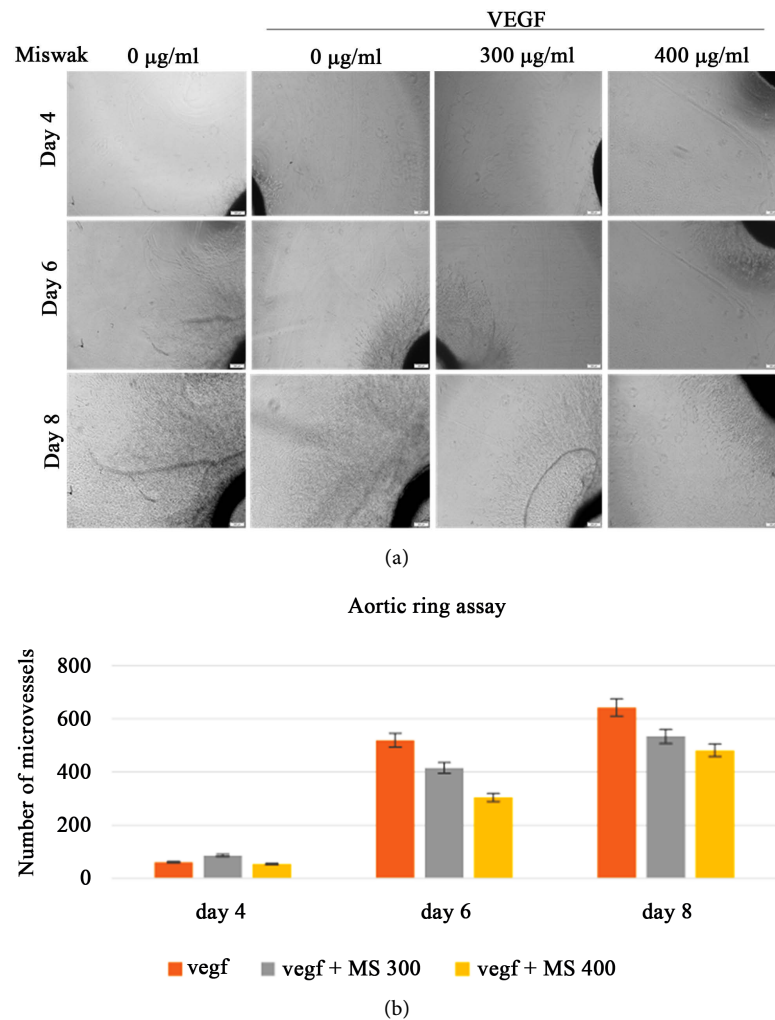 VEGF
Miswak 0 μg/ml 0 μg/ml 300 μg/ml 400 μg/ml
Day 4
Day 6
Day 8
(a)
Aortic ring assay
Number of microvessels
800
600
400
200
0
day 4 day 6 day 8
vegf vegf + MS 300 vegf + MS 400
(b)